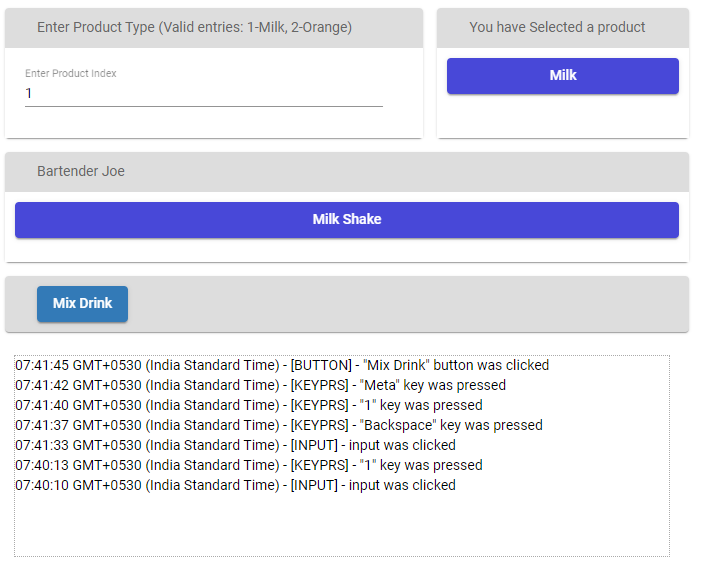 Enter Product Type (Valid entries: 1-Milk, 2-Orange)
You have Selected a product
Enter Product Index
1
Milk
Bartender Joe
Milk Shake
Mix Drink
07:41:45 GMT+0530 (India Standard Time) - [BUTTON] - "Mix Drink" button was clicked
07:41:42 GMT+0530 (India Standard Time) - [KEYPRS] - "Meta" key was pressed
07:41:40 GMT+0530 (India Standard Time) - [KEYPRS] - "1" key was pressed
07:41:37 GMT+0530 (India Standard Time) - [KEYPRS] - "Backspace" key was pressed
07:41:33 GMT+0530 (India Standard Time) - [INPUT] - input was clicked
07:40:13 GMT+0530 (India Standard Time) - [KEYPRS] - "1" key was pressed
07:40:10 GMT+0530 (India Standard Time) - [INPUT] - input was clicked